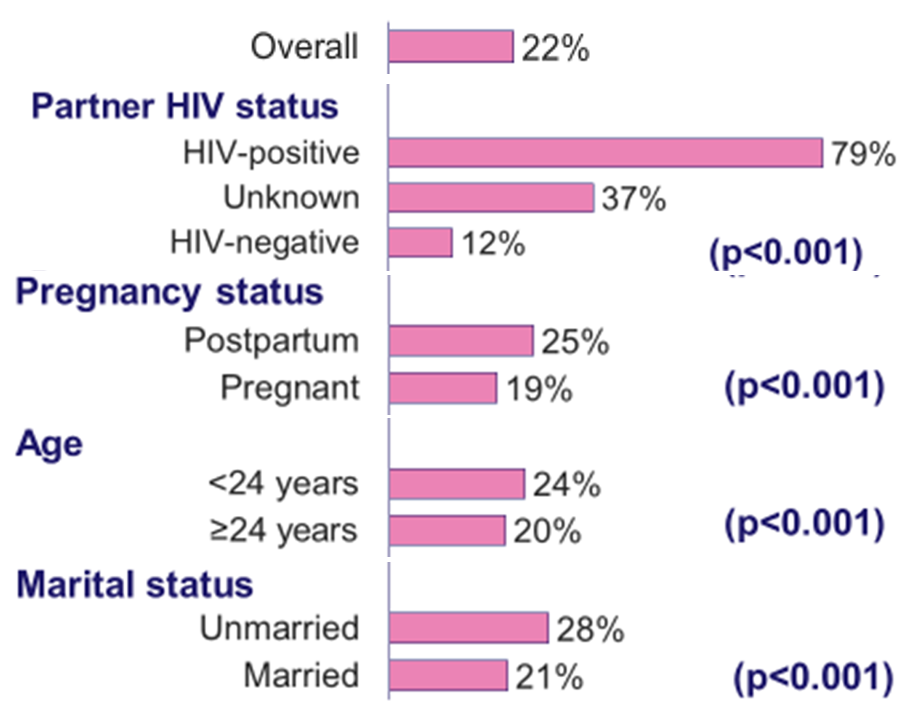 Overall 22%
Partner HIV status
HIV-positive 79%
Unknown 37%
HIV-negative 12% (p<0.001)
Pregnancy status
Postpartum 25%
Pregnant 19% (p<0.001)
Age
<24 years 24%
≥24 years 20% (p<0.001)
Marital status
Unmarried 28%
Married 21% (p<0.001)